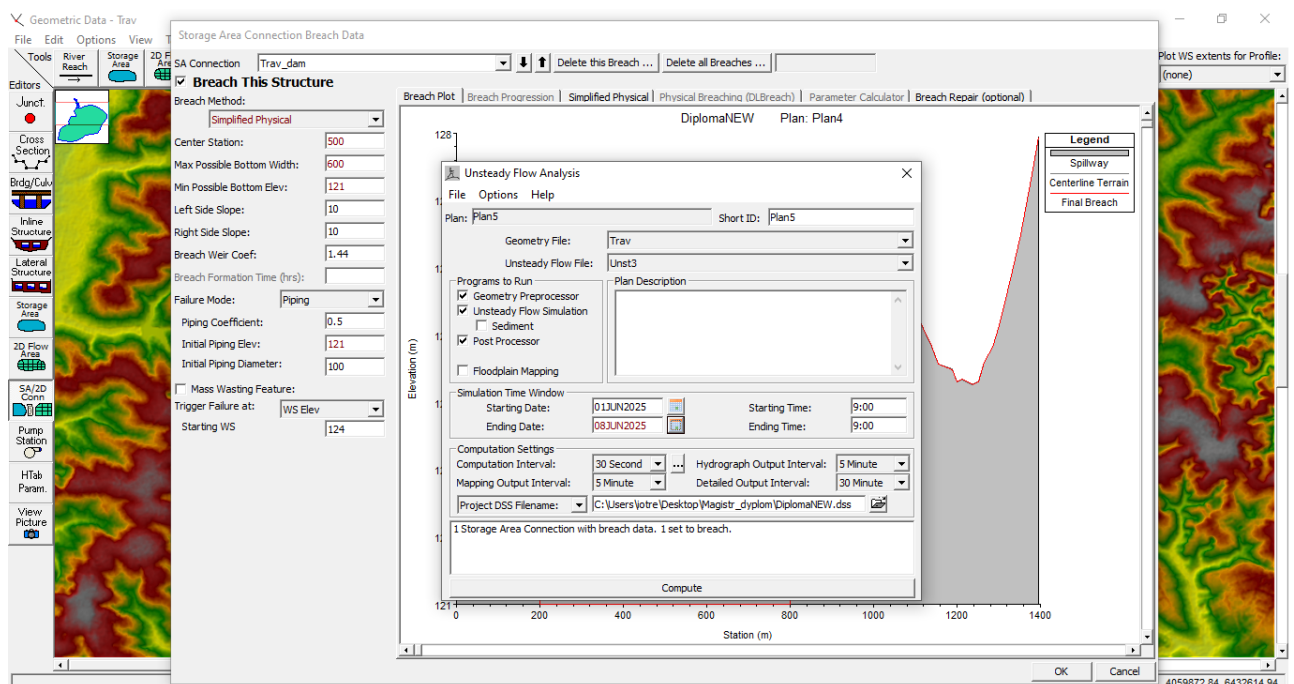 Geometric Data - Trav
File Edit Options View T
Tools
River Reach
Storage Area
2D F
Are
Editors
Junct.
Cross Section
Brdg/Culv
Inline Structure
Lateral Structure
Storage Area
2D Flow Area
SA/2D Conn
Pump Station
HTab Param.
View Picture
Plot WS extents for Profile:
(none)
Storage Area Connection Breach Data
SA Connection Trav_dam
Delete this Breach ... Delete all Breaches ...
Breach This Structure
Breach Method:
Simplified Physical
Center Station: 500
Max Possible Bottom Width: 600
Min Possible Bottom Elev: 121
Left Side Slope: 10
Right Side Slope: 10
Breach Weir Coef: 1.44
Breach Formation Time (hrs):
Failure Mode: Piping
Piping Coefficient: 0.5
Initial Piping Elev: 121
Initial Piping Diameter: 100
Mass Wasting Feature:
Trigger Failure at: WS Elev
Starting WS 124
Breach Plot Breach Progression Simplified Physical Physical Breaching (DLBreach) Parameter Calculator Breach Repair (optional)
DiplomaNEW Plan: Plan4
128
121
Elevation (m)
0 200 400 600 800 1000 1200 1400
Station (m)
Legend
Spillway
Centerline Terrain
Final Breach
OK Cancel
Unsteady Flow Analysis
File Options Help
Plan: Plan5 Short ID: Plan5
Geometry File: Trav
Unsteady Flow File: Unst3
Programs to Run
Geometry Preprocessor
Unsteady Flow Simulation
Sediment
Post Processor
Floodplain Mapping
Plan Description
Simulation Time Window
Starting Date: 01JUN2025 Starting Time: 9:00
Ending Date: 08JUN2025 Ending Time: 9:00
Computation Settings
Computation Interval: 30 Second ... Hydrograph Output Interval: 5 Minute
Mapping Output Interval: 5 Minute Detailed Output Interval: 30 Minute
Project DSS Filename: C:\Users\jotre\Desktop\Magistr_dyplom\DiplomaNEW.dss
1 Storage Area Connection with breach data. 1 set to breach.
Compute
4059872.84, 6432614.94